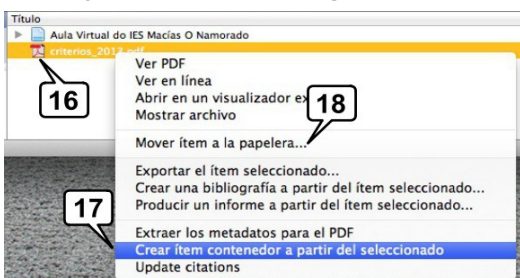 Título
Aula Virtual do IES Macías O Namorado
criterios_2013.pdf
16
Ver PDF
Ver en línea
Abrir en un visualizador
18
Mostrar archivo
Mover ítem a la papelera...
Exportar el ítem seleccionado...
Crear una bibliografía a partir del ítem seleccionado...
17
Producir un informe a partir del ítem seleccionado...
Extraer los metadatos para el PDF
Crear ítem contenedor a partir del seleccionado
Update citations